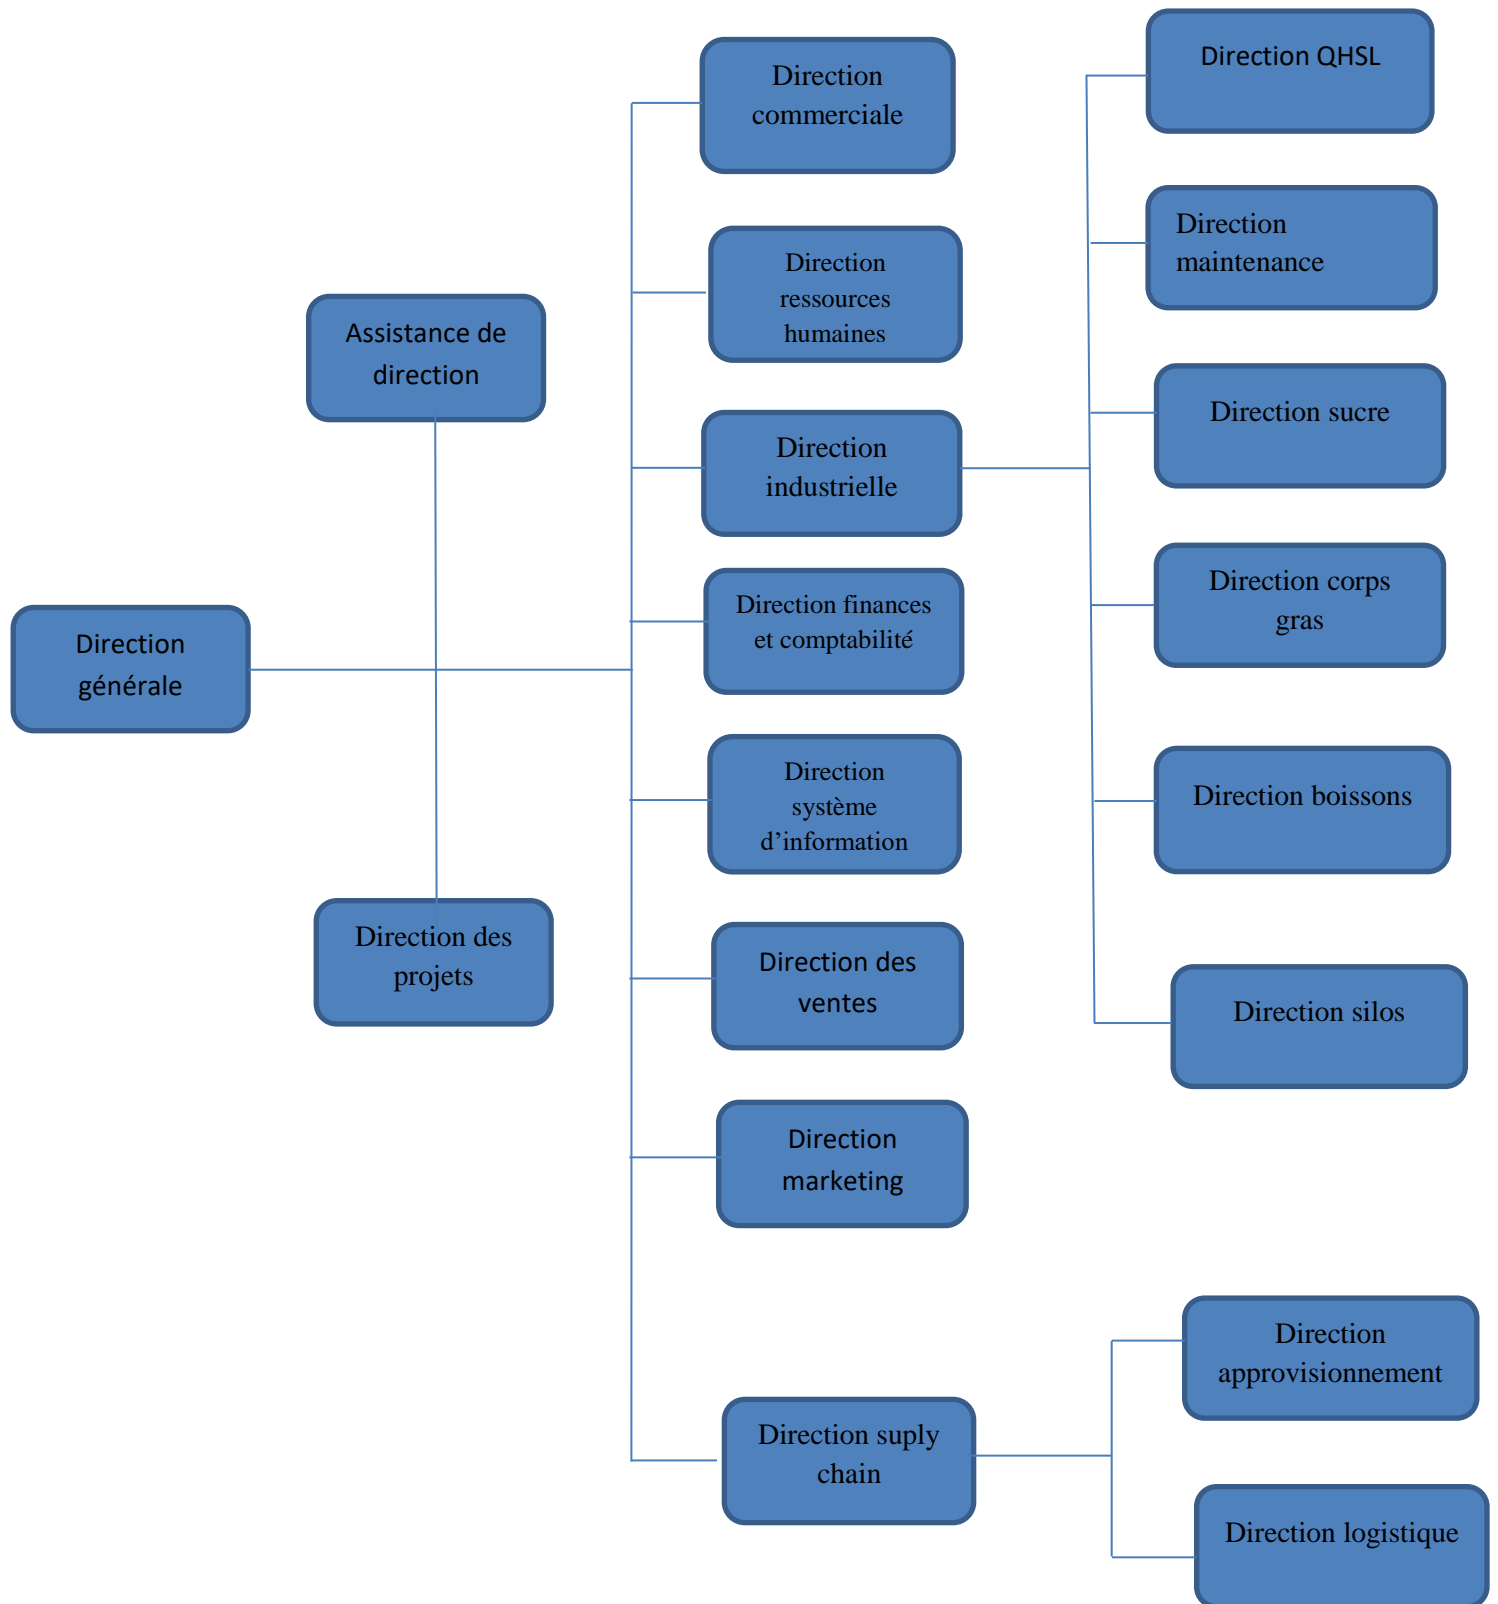 Direction
générale
Assistance de
direction
Direction des
projets
Direction
commerciale
Direction
ressources
humaines
Direction
industrielle
Direction finances
et comptabilité
Direction
système
d’information
Direction des
ventes
Direction
marketing
Direction suply
chain
Direction QHSL
Direction
maintenance
Direction sucre
Direction corps
gras
Direction boissons
Direction silos
Direction
approvisionnement
Direction logistique